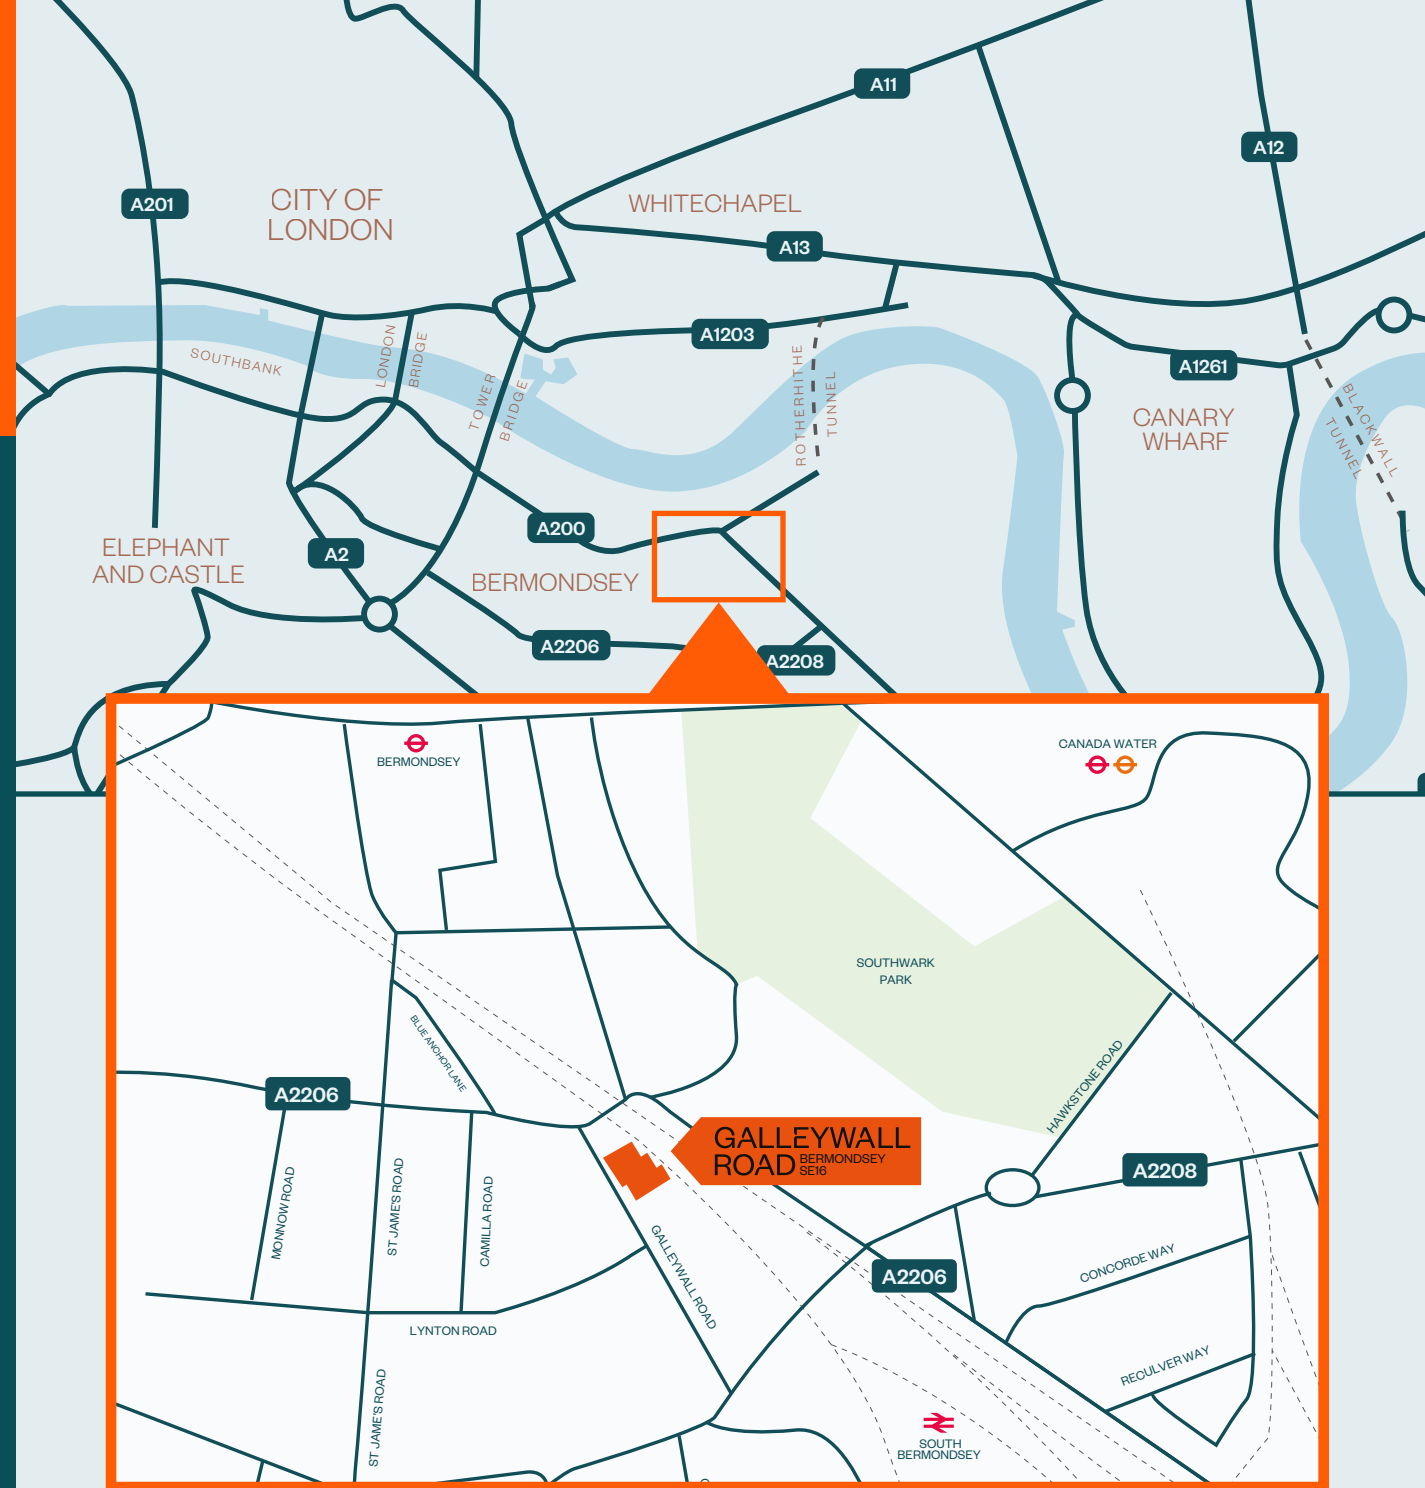 A11
A12
A201
CITY OF
LONDON
WHITECHAPEL
A13
A1203
SOUTHBANK
LONDON
BRIDGE
TOWER
BRIDGE
ROTHERHITHE
TUNNEL
A1261
CANARY
WHARF
BLACKWALL
TUNNEL
A200
ELEPHANT
AND CASTLE
A2
BERMONDSEY
A2206
A2208
BERMONDSEY
CANADA WATER
SOUTHWARK
PARK
BLUE ANCHOR LANE
HAWKSTONE ROAD
A2206
GALLEYWALL
ROAD BERMONDSEY
SE16
A2208
MONNOW ROAD
ST JAME'S ROAD
CAMILLA ROAD
GALLEYWALL ROAD
A2206
CONCORDE WAY
LYNTON ROAD
RECULVER WAY
ST JAME'S ROAD
SOUTH
BERMONDSEY